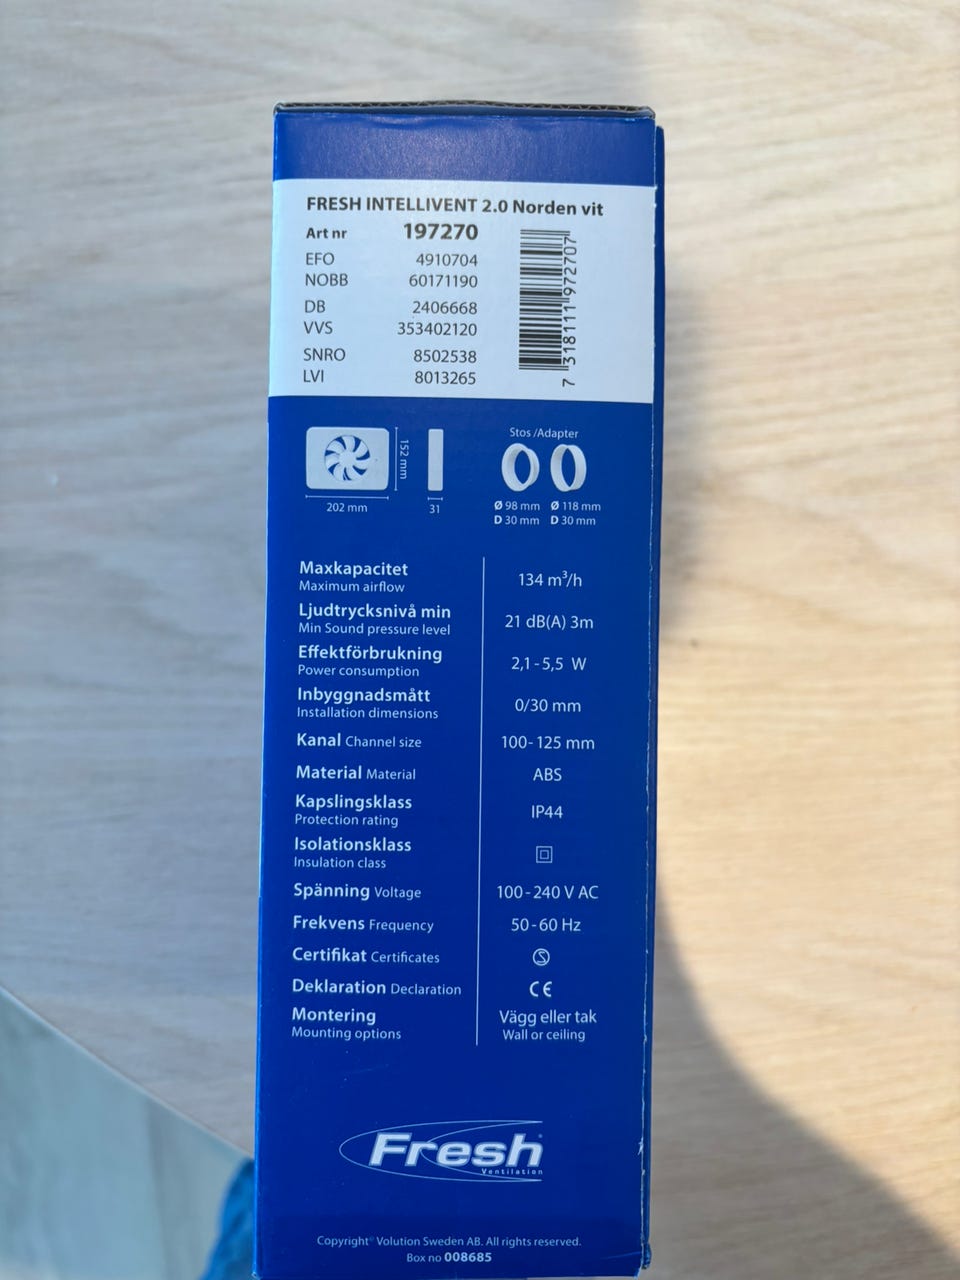 FRESH INTELLIVENT 2.0 Norden vit
Art nr 197270
EFO 4910704
NOBB 60171190
DB 2406668
VVS 353402120
SNRO 8502538
LVI 8013265
7 318111 972707
152 mm
202 mm
31
Stos /Adapter
Ø 98 mm Ø 118 mm
D 30 mm D 30 mm
Maxkapacitet
Maximum airflow
134 m³/h
Ljudtrycksnivå min
Min Sound pressure level
21 dB(A) 3m
Effektförbrukning
Power consumption
2,1 - 5,5 W
Inbyggnadsmått
Installation dimensions
0/30 mm
Kanal Channel size 100- 125 mm
Material Material ABS
Kapslingsklass
Protection rating
IP44
Isolationsklass
Insulation class
Spänning Voltage 100 - 240 V AC
Frekvens Frequency 50 - 60 Hz
Certifikat Certificates S
Deklaration Declaration CE
Montering
Mounting options
Vägg eller tak
Wall or ceiling
Fresh®
Ventilation
Copyright© Volution Sweden AB. All rights reserved.
Box no 008685